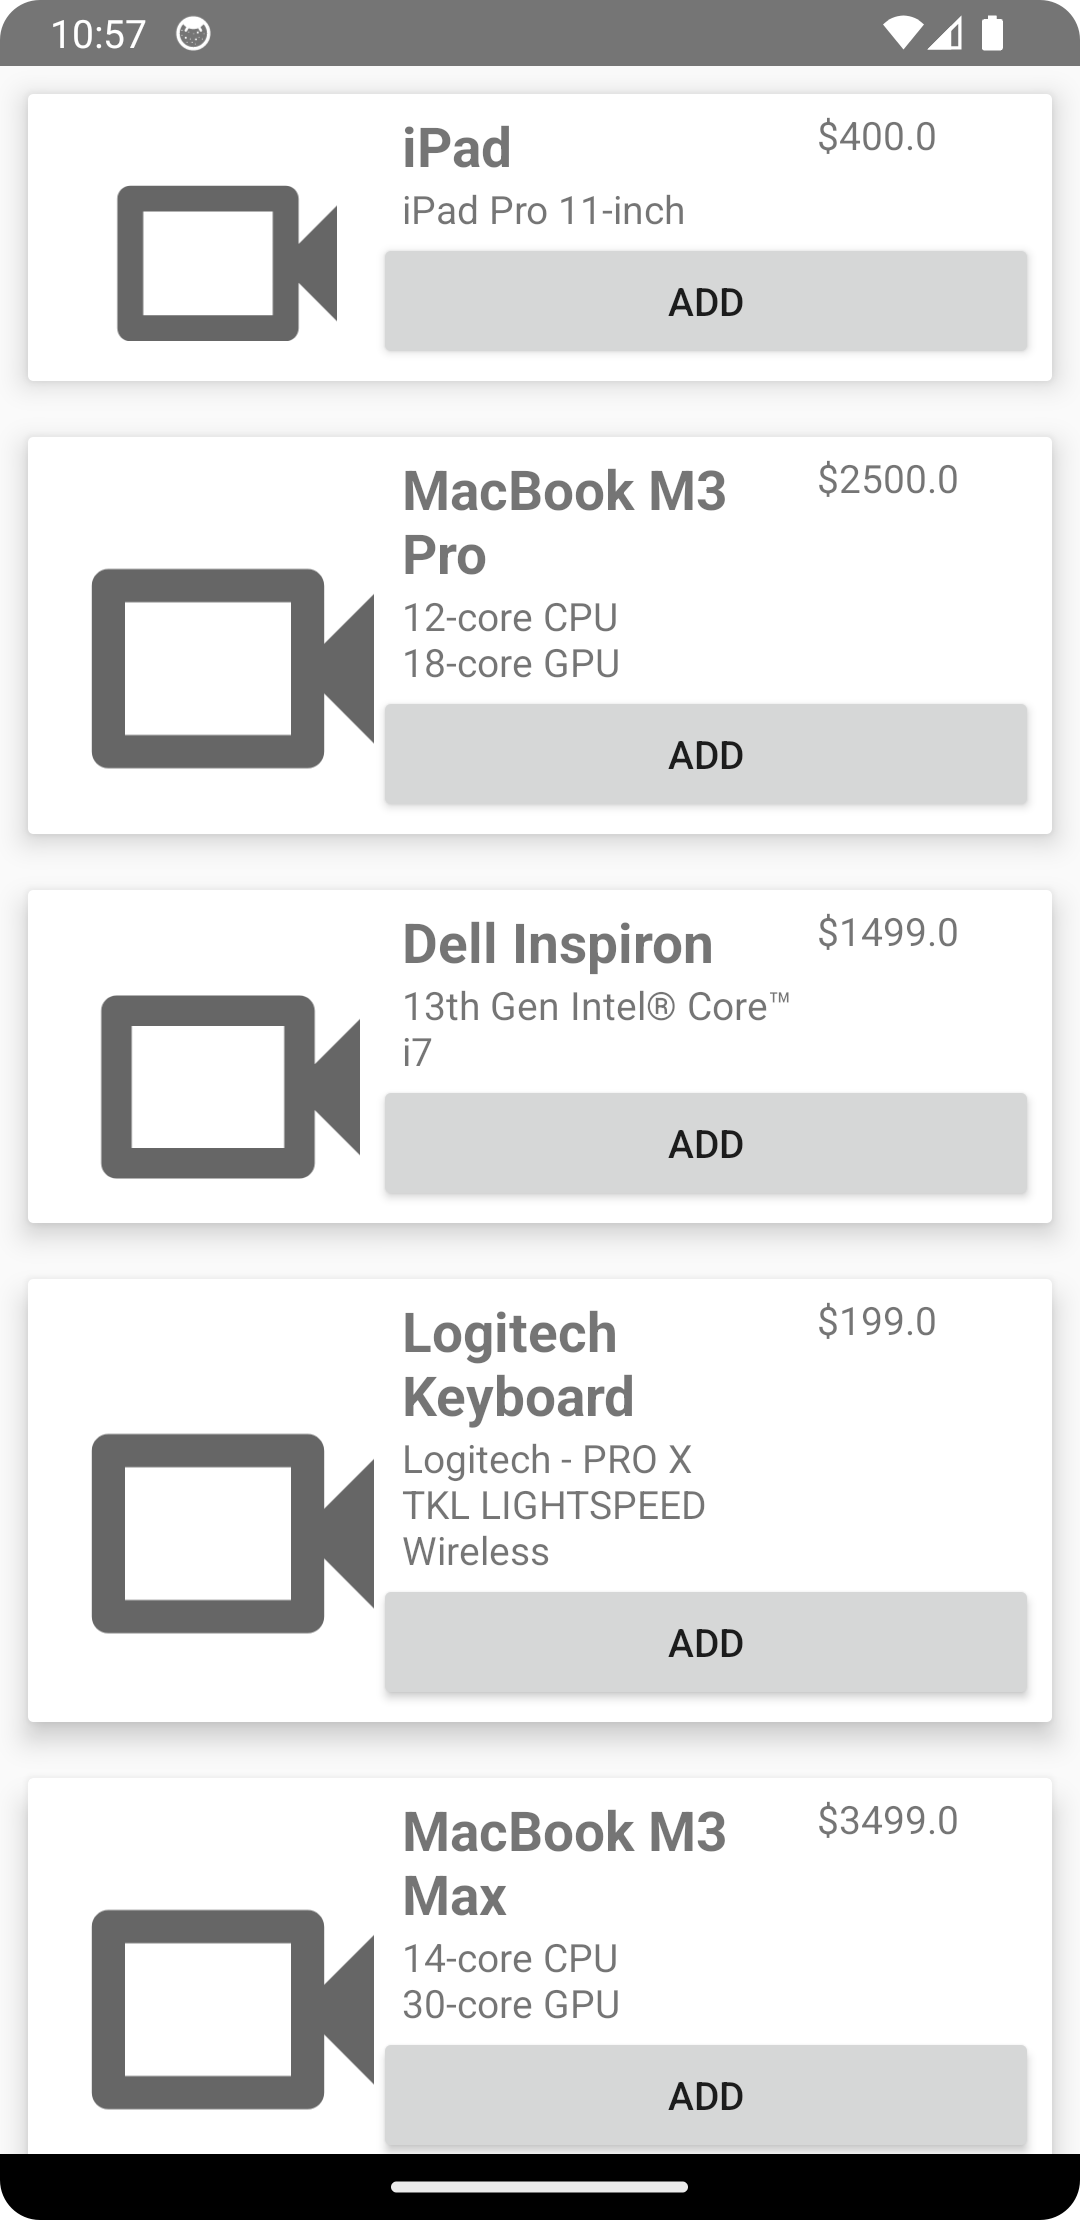 10:57
iPad
$400.0
iPad Pro 11-inch
ADD
MacBook M3
Pro
$2500.0
12-core CPU
18-core GPU
ADD
Dell Inspiron
$1499.0
13th Gen Intel® Core™
i7
ADD
Logitech
Keyboard
$199.0
Logitech - PRO X
TKL LIGHTSPEED
Wireless
ADD
MacBook M3
Max
$3499.0
14-core CPU
30-core GPU
ADD